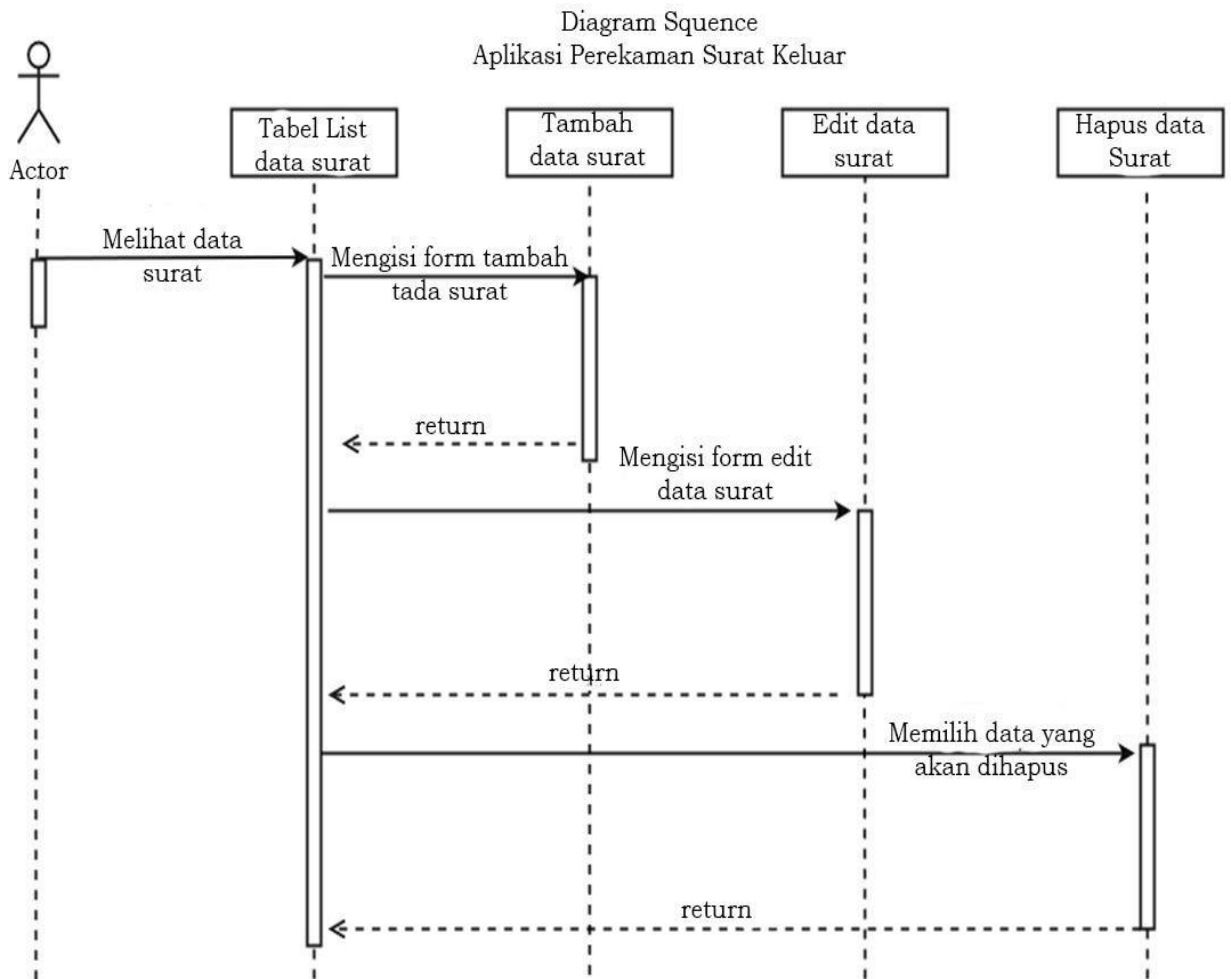 Diagram Squence
Aplikasi Perekaman Surat Keluar
Actor
Tabel List
data surat
Tambah
data surat
Edit data
surat
Hapus data
Surat
Melihat data
surat
Mengisi form tambah
tada surat
return
Mengisi form edit
data surat
return
Memilih data yang
akan dihapus
return